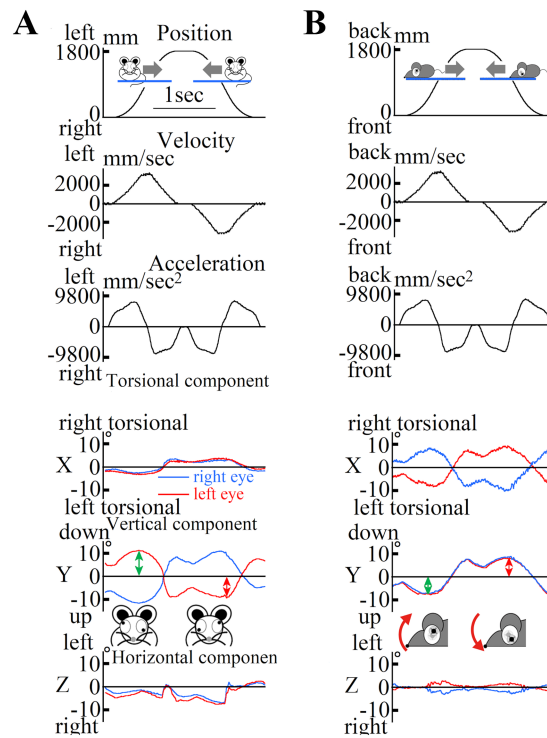 A
left mm
1800
Position
1sec
0
right
left
Velocity
mm/sec
2000
0
-2000
right
left
Acceleration
mm/sec2
9800
0
-9800
right
Torsional component
right torsional
10°
X 0
-10
right eye
left eye
left torsional
Vertical component
down
10°
Y 0
-10
up
left
Horizontal componen
10°
Z 0
-10
right
B
back mm
1800
0
front
back mm/sec
2000
0
-2000
front
back mm/sec2
9800
0
-9800
front
right torsional
10°
X 0
-10
left torsional
down
10°
Y 0
-10
up
left
10°
Z 0
-10
right